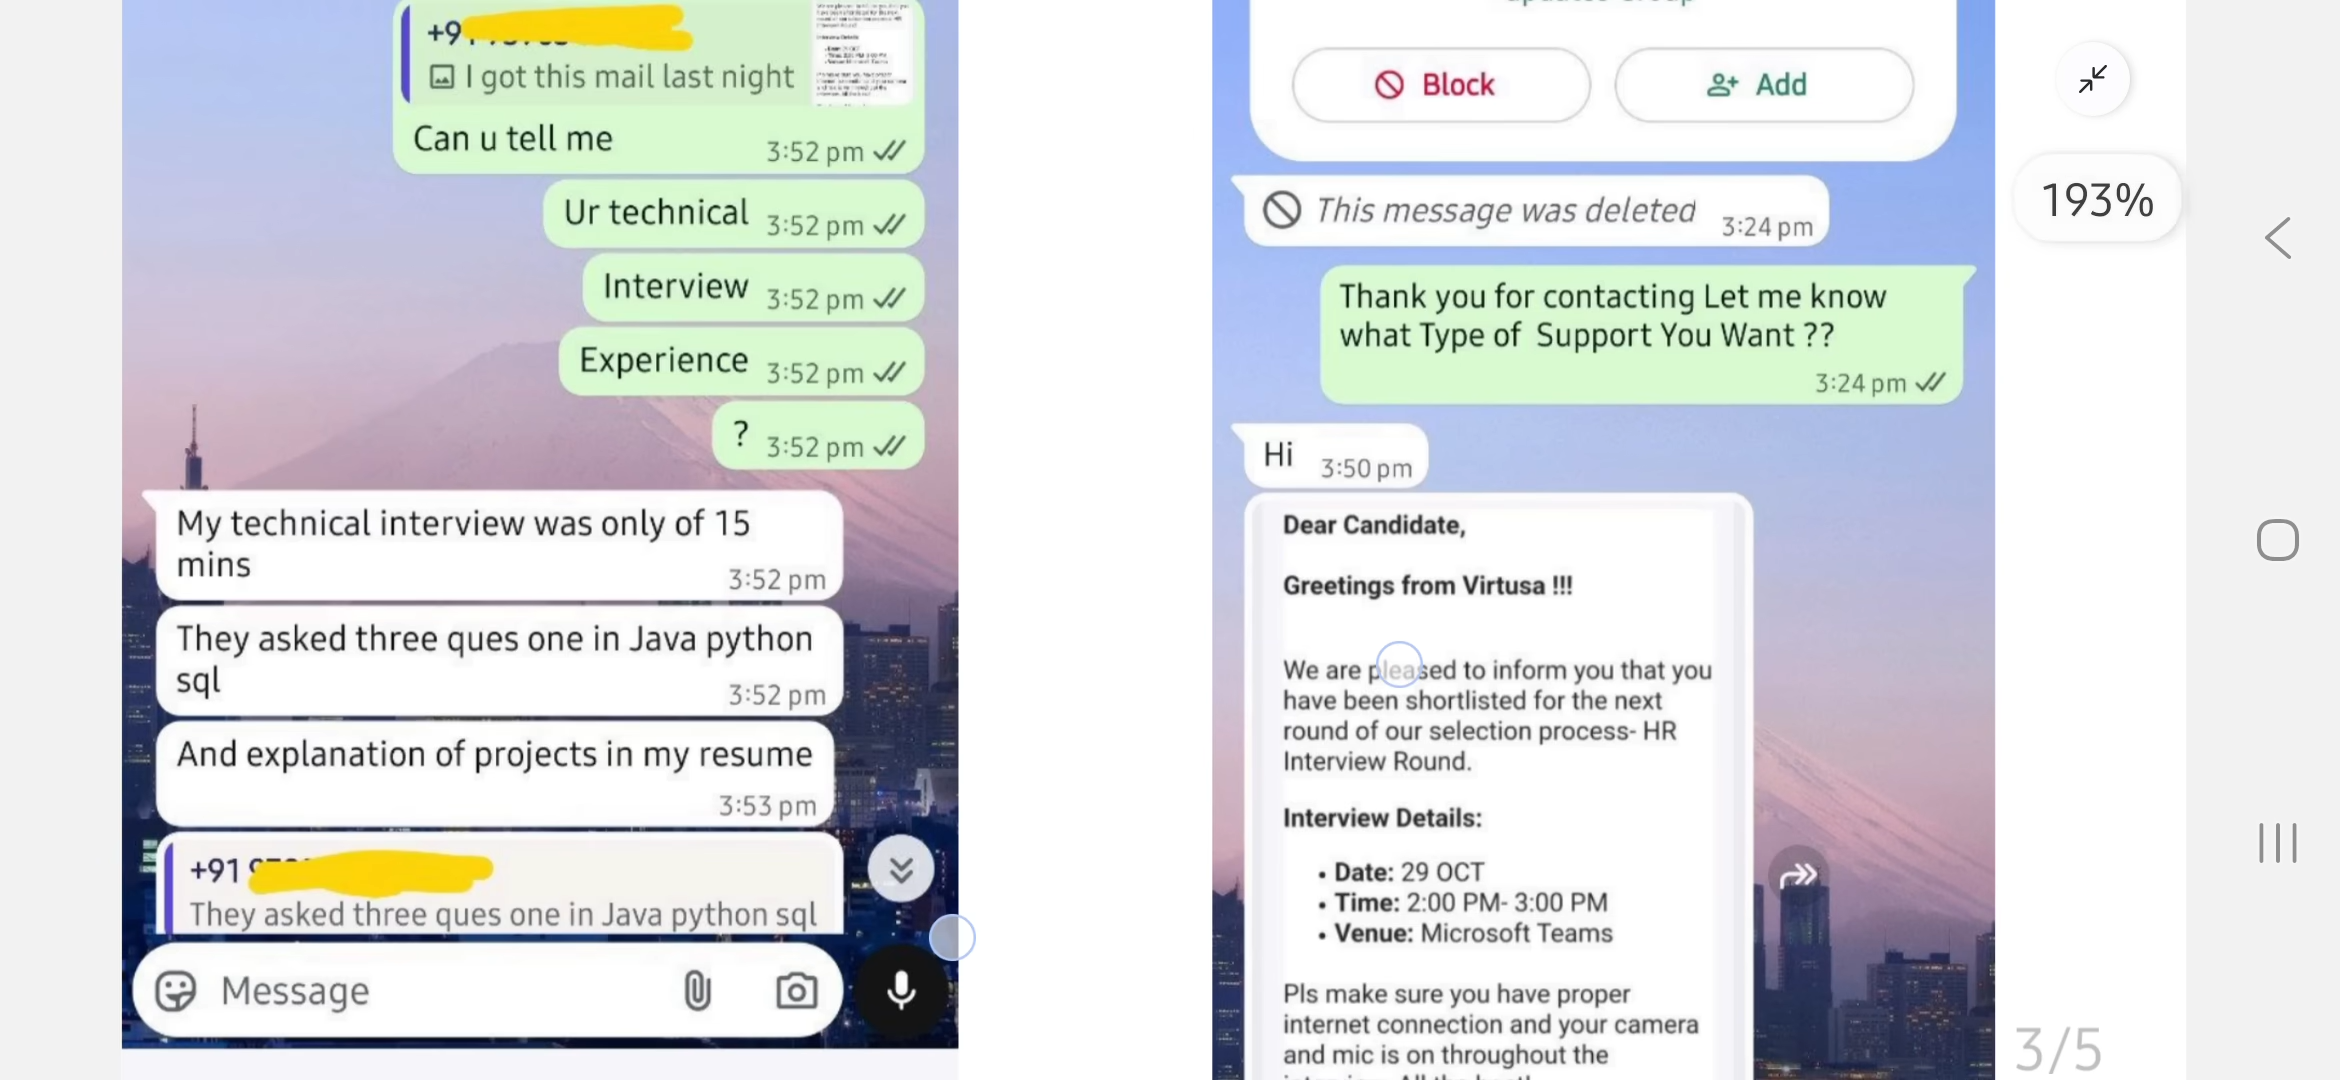 +9
I got this mail last night
Can u tell me
3:52 pm
Ur technical
3:52 pm
Interview
3:52 pm
Experience
3:52 pm
?
3:52 pm
My technical interview was only of 15
mins
3:52 pm
They asked three ques one in Java python
sql
3:52 pm
And explanation of projects in my resume
3:53 pm
+91
They asked three ques one in Java python sql
Message
Block
Add
This message was deleted
3:24 pm
Thank you for contacting Let me know
what Type of Support You Want ??
3:24 pm
Hi
3:50 pm
Dear Candidate,
Greetings from Virtusa !!!
We are pleased to inform you that you
have been shortlisted for the next
round of our selection process- HR
Interview Round.
Interview Details:
• Date: 29 OCT
• Time: 2:00 PM- 3:00 PM
• Venue: Microsoft Teams
Pls make sure you have proper
internet connection and your camera
and mic is on throughout the
193%
3/5